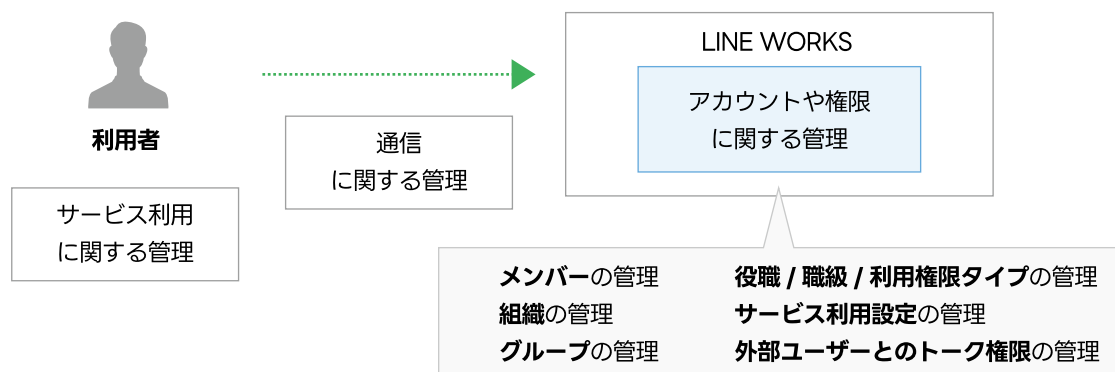 LINE WORKS
アカウントや権限
に関する管理
利用者
通信
に関する管理
サービス利用
に関する管理
メンバーの管理
役職 / 職級 / 利用権限タイプの管理
組織の管理
サービス利用設定の管理
グループの管理
外部ユーザーとのトーク権限の管理